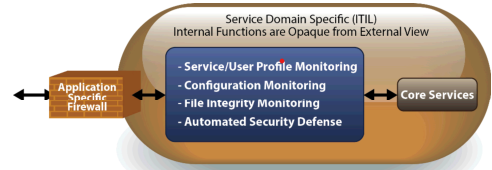 Service Domain Specific (ITIL)
Internal Functions are Opaque from External View
- Service/User Profile Monitoring
- Configuration Monitoring
- File Integrity Monitoring
- Automated Security Defense
Application
Specific
Firewall
Core Services